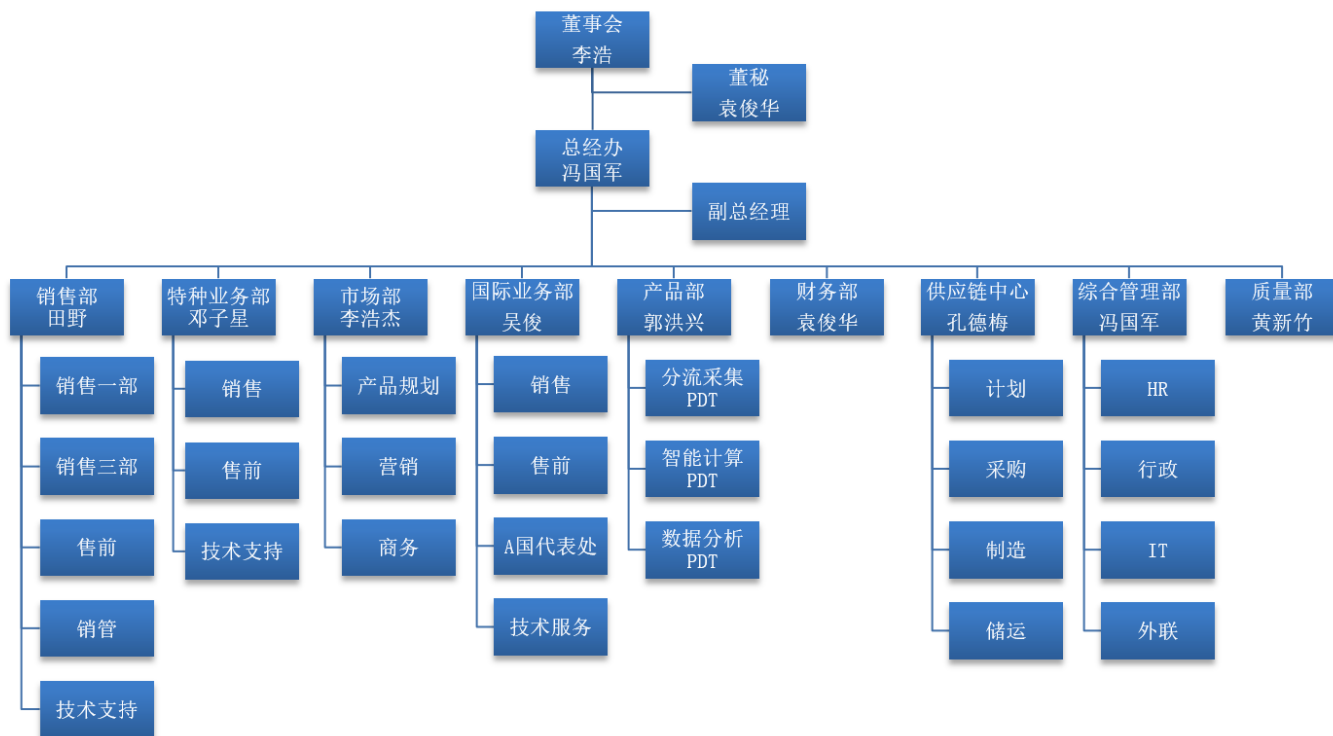 董事会
李浩
董秘
袁俊华
总经办
冯国军
副总经理
销售部
田野
特种业务部
邓子星
市场部
李浩杰
国际业务部
吴俊
产品部
郭洪兴
财务部
袁俊华
供应链中心
孔德梅
综合管理部
冯国军
质量部
黄新竹
销售一部
销售三部
售前
销管
技术支持
销售
售前
技术支持
产品规划
营销
商务
销售
售前
A国代表处
技术服务
分流采集
PDT
智能计算
PDT
数据分析
PDT
计划
采购
制造
储运
HR
行政
IT
外联